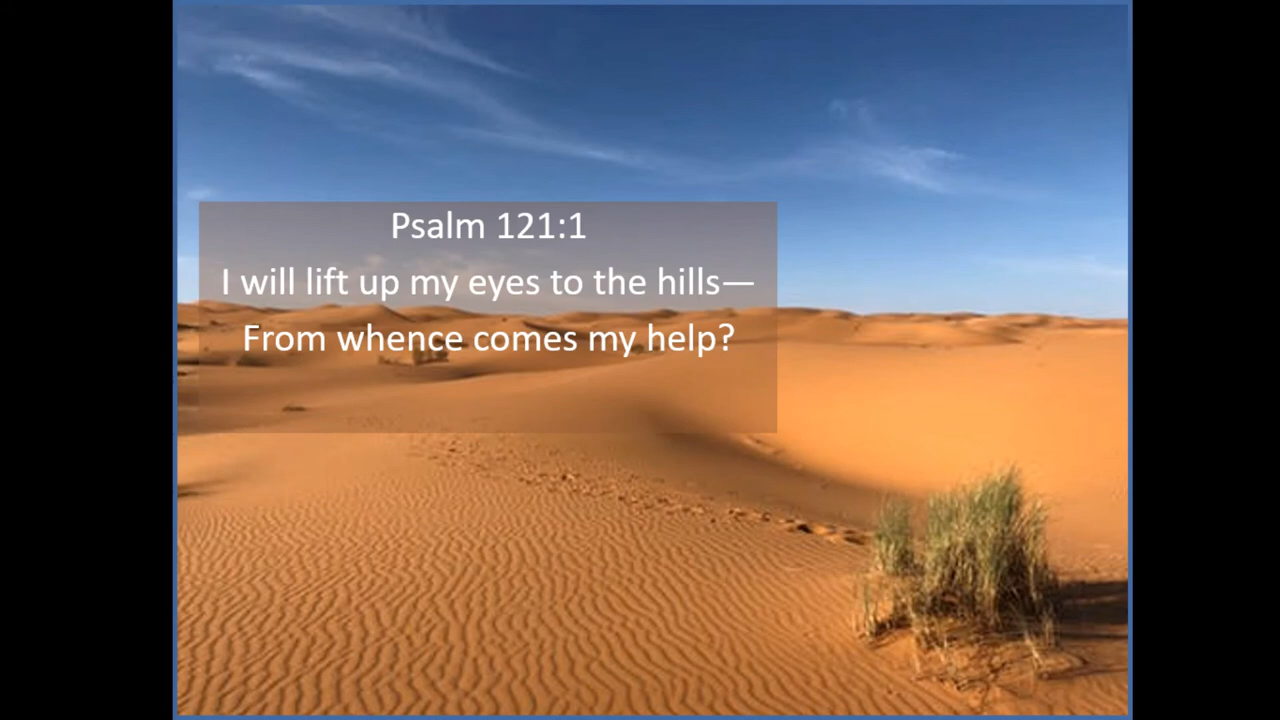 Psalm 121:1
I will lift up my eyes to the hills—
From whence comes my help?